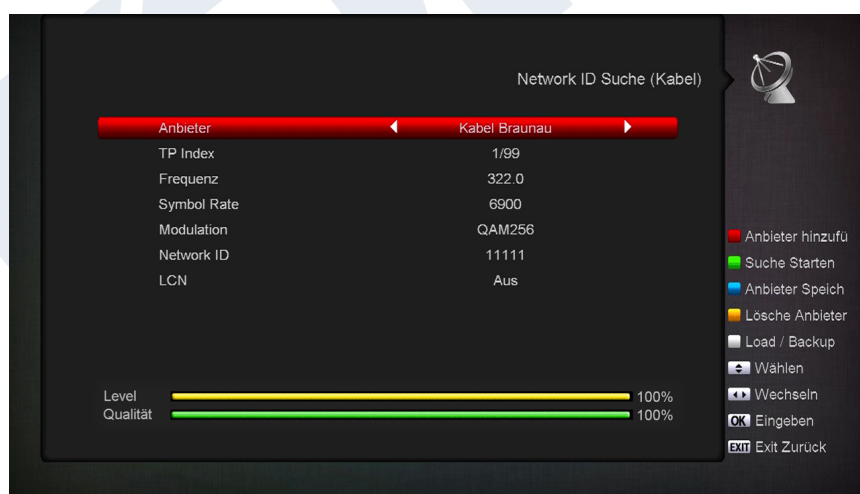 Network ID Suche (Kabel)
Anbieter Kabel Braunau
TP Index 1/99
Frequenz 322.0
Symbol Rate 6900
Modulation QAM256
Network ID 11111
LCN Aus
Level 100%
Qualität 100%
Anbieter hinzufü
Suche Starten
Anbieter Speich
Lösche Anbieter
Load / Backup
Wählen
Wechseln
OK Eingeben
EXIT Exit Zurück